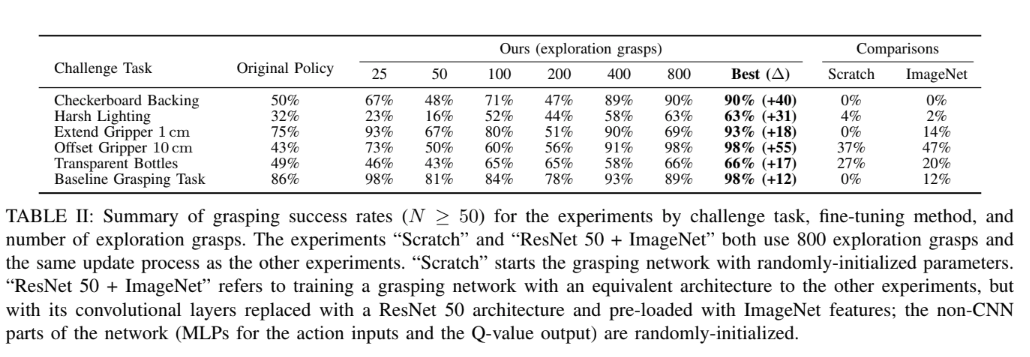 Challenge Task Original Policy Ours (exploration grasps) Comparisons
25 50 100 200 400 800 Best (Δ) Scratch ImageNet
Checkerboard Backing 50% 67% 48% 71% 47% 89% 90% 90% (+40) 0% 0%
Harsh Lighting 32% 23% 16% 52% 44% 58% 63% 63% (+31) 4% 2%
Extend Gripper 1 cm 75% 93% 67% 80% 51% 90% 69% 93% (+18) 0% 14%
Offset Gripper 10 cm 43% 73% 50% 60% 56% 91% 98% 98% (+55) 37% 47%
Transparent Bottles 49% 46% 43% 65% 65% 58% 66% 66% (+17) 27% 20%
Baseline Grasping Task 86% 98% 81% 84% 78% 93% 89% 98% (+12) 0% 12%
TABLE II: Summary of grasping success rates (N ≥ 50) for the experiments by challenge task, fine-tuning method, and
number of exploration grasps. The experiments “Scratch” and “ResNet 50 + ImageNet” both use 800 exploration grasps and
the same update process as the other experiments. “Scratch” starts the grasping network with randomly-initialized parameters.
“ResNet 50 + ImageNet” refers to training a grasping network with an equivalent architecture to the other experiments, but
with its convolutional layers replaced with a ResNet 50 architecture and pre-loaded with ImageNet features; the non-CNN
parts of the network (MLPs for the action inputs and the Q-value output) are randomly-initialized.